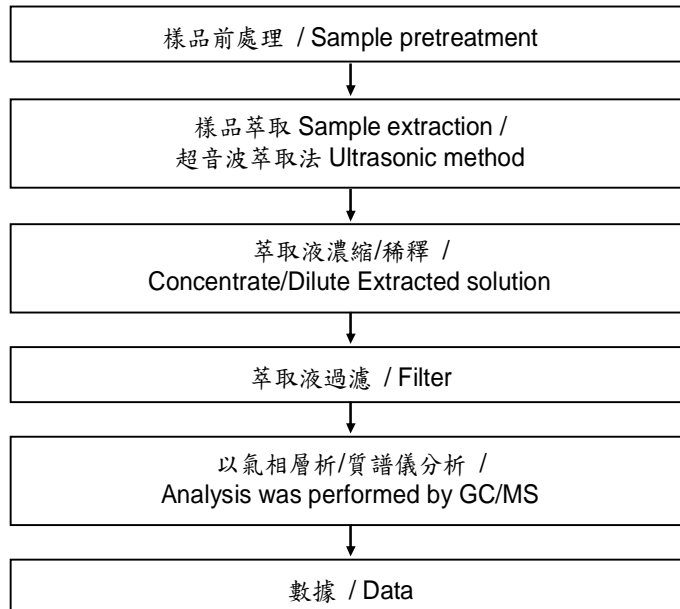 樣品前處理 / Sample pretreatment
樣品萃取 Sample extraction /
超音波萃取法 Ultrasonic method
萃取液濃縮/稀釋 /
Concentrate/Dilute Extracted solution
萃取液過濾 / Filter
以氣相層析/質譜儀分析 /
Analysis was performed by GC/MS
數據 / Data